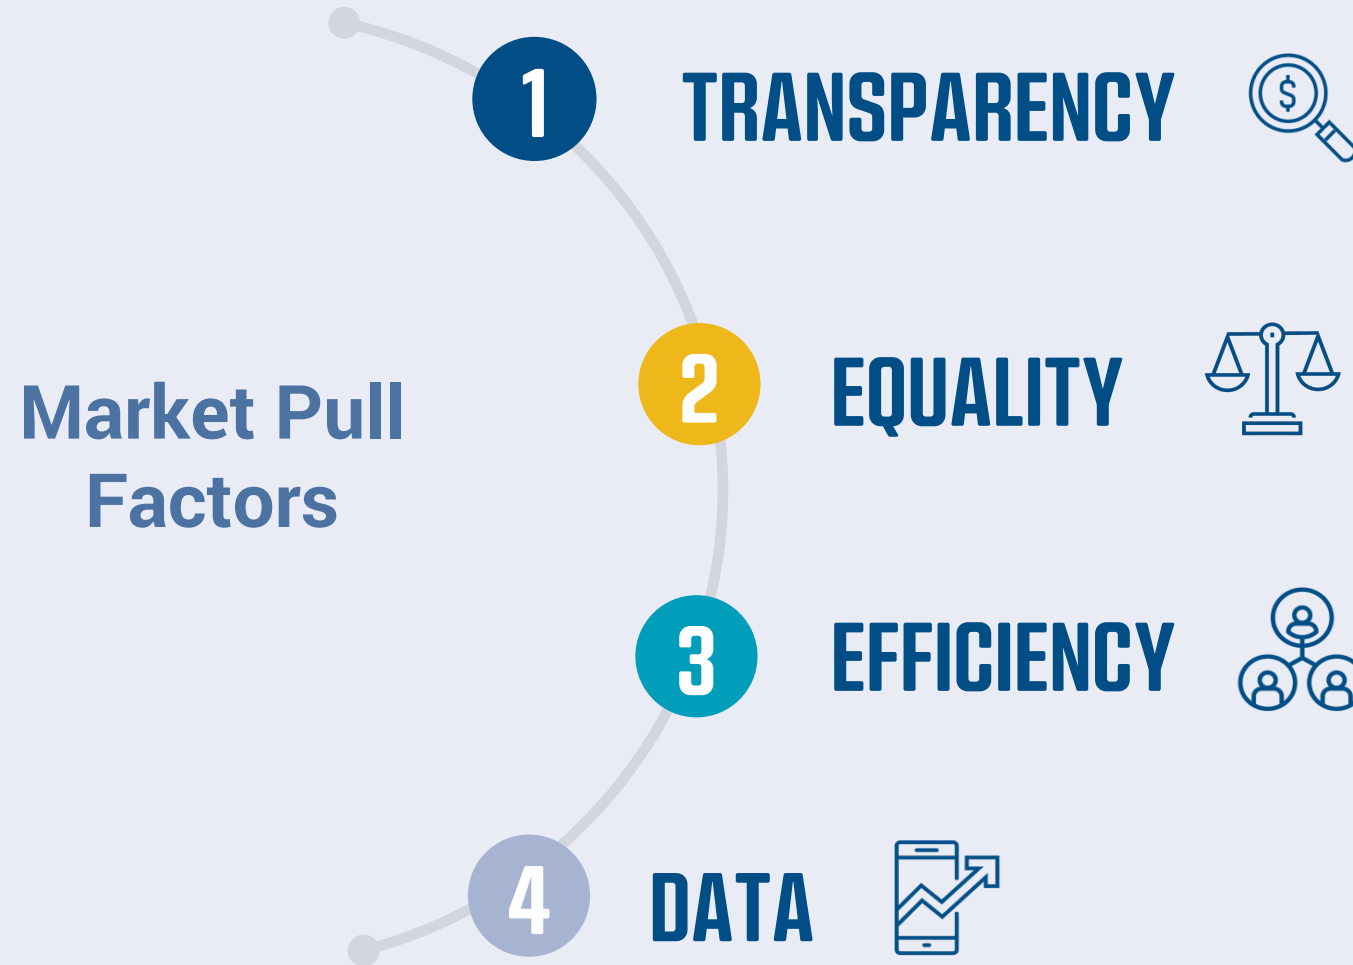 1 TRANSPARENCY $
2 EQUALITY
Market Pull
Factors
3 EFFICIENCY
4 DATA